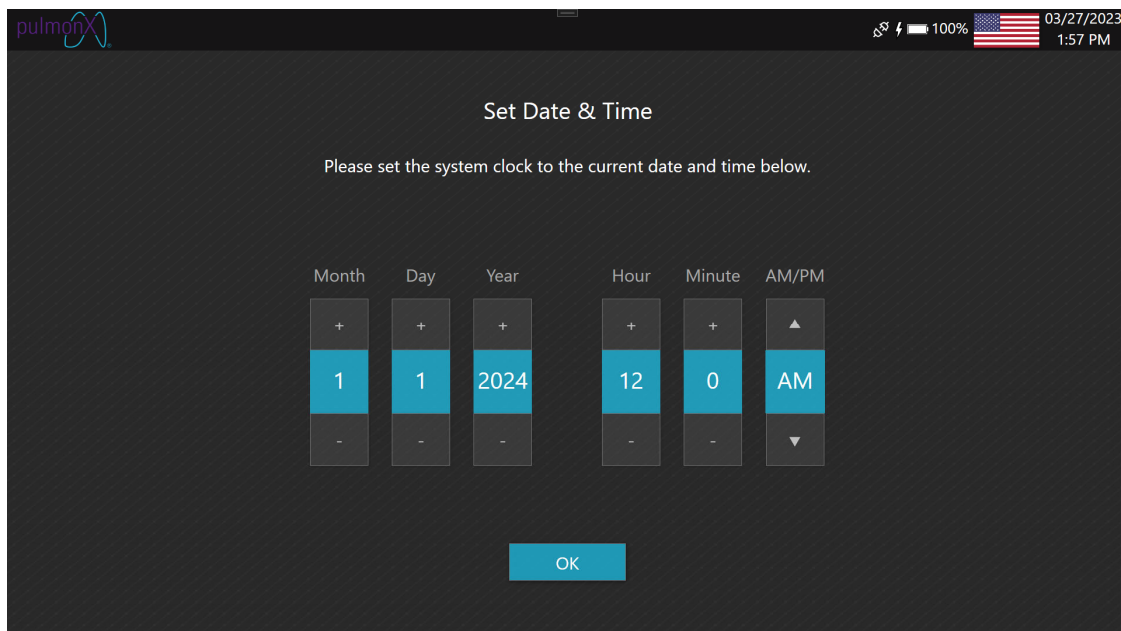 pulmonX
100%
03/27/2023
1:57 PM
Set Date & Time
Please set the system clock to the current date and time below.
Month Day Year Hour Minute AM/PM
+ + + + + ▲
1 1 2024 12 0 AM
- - - - - ▼
OK